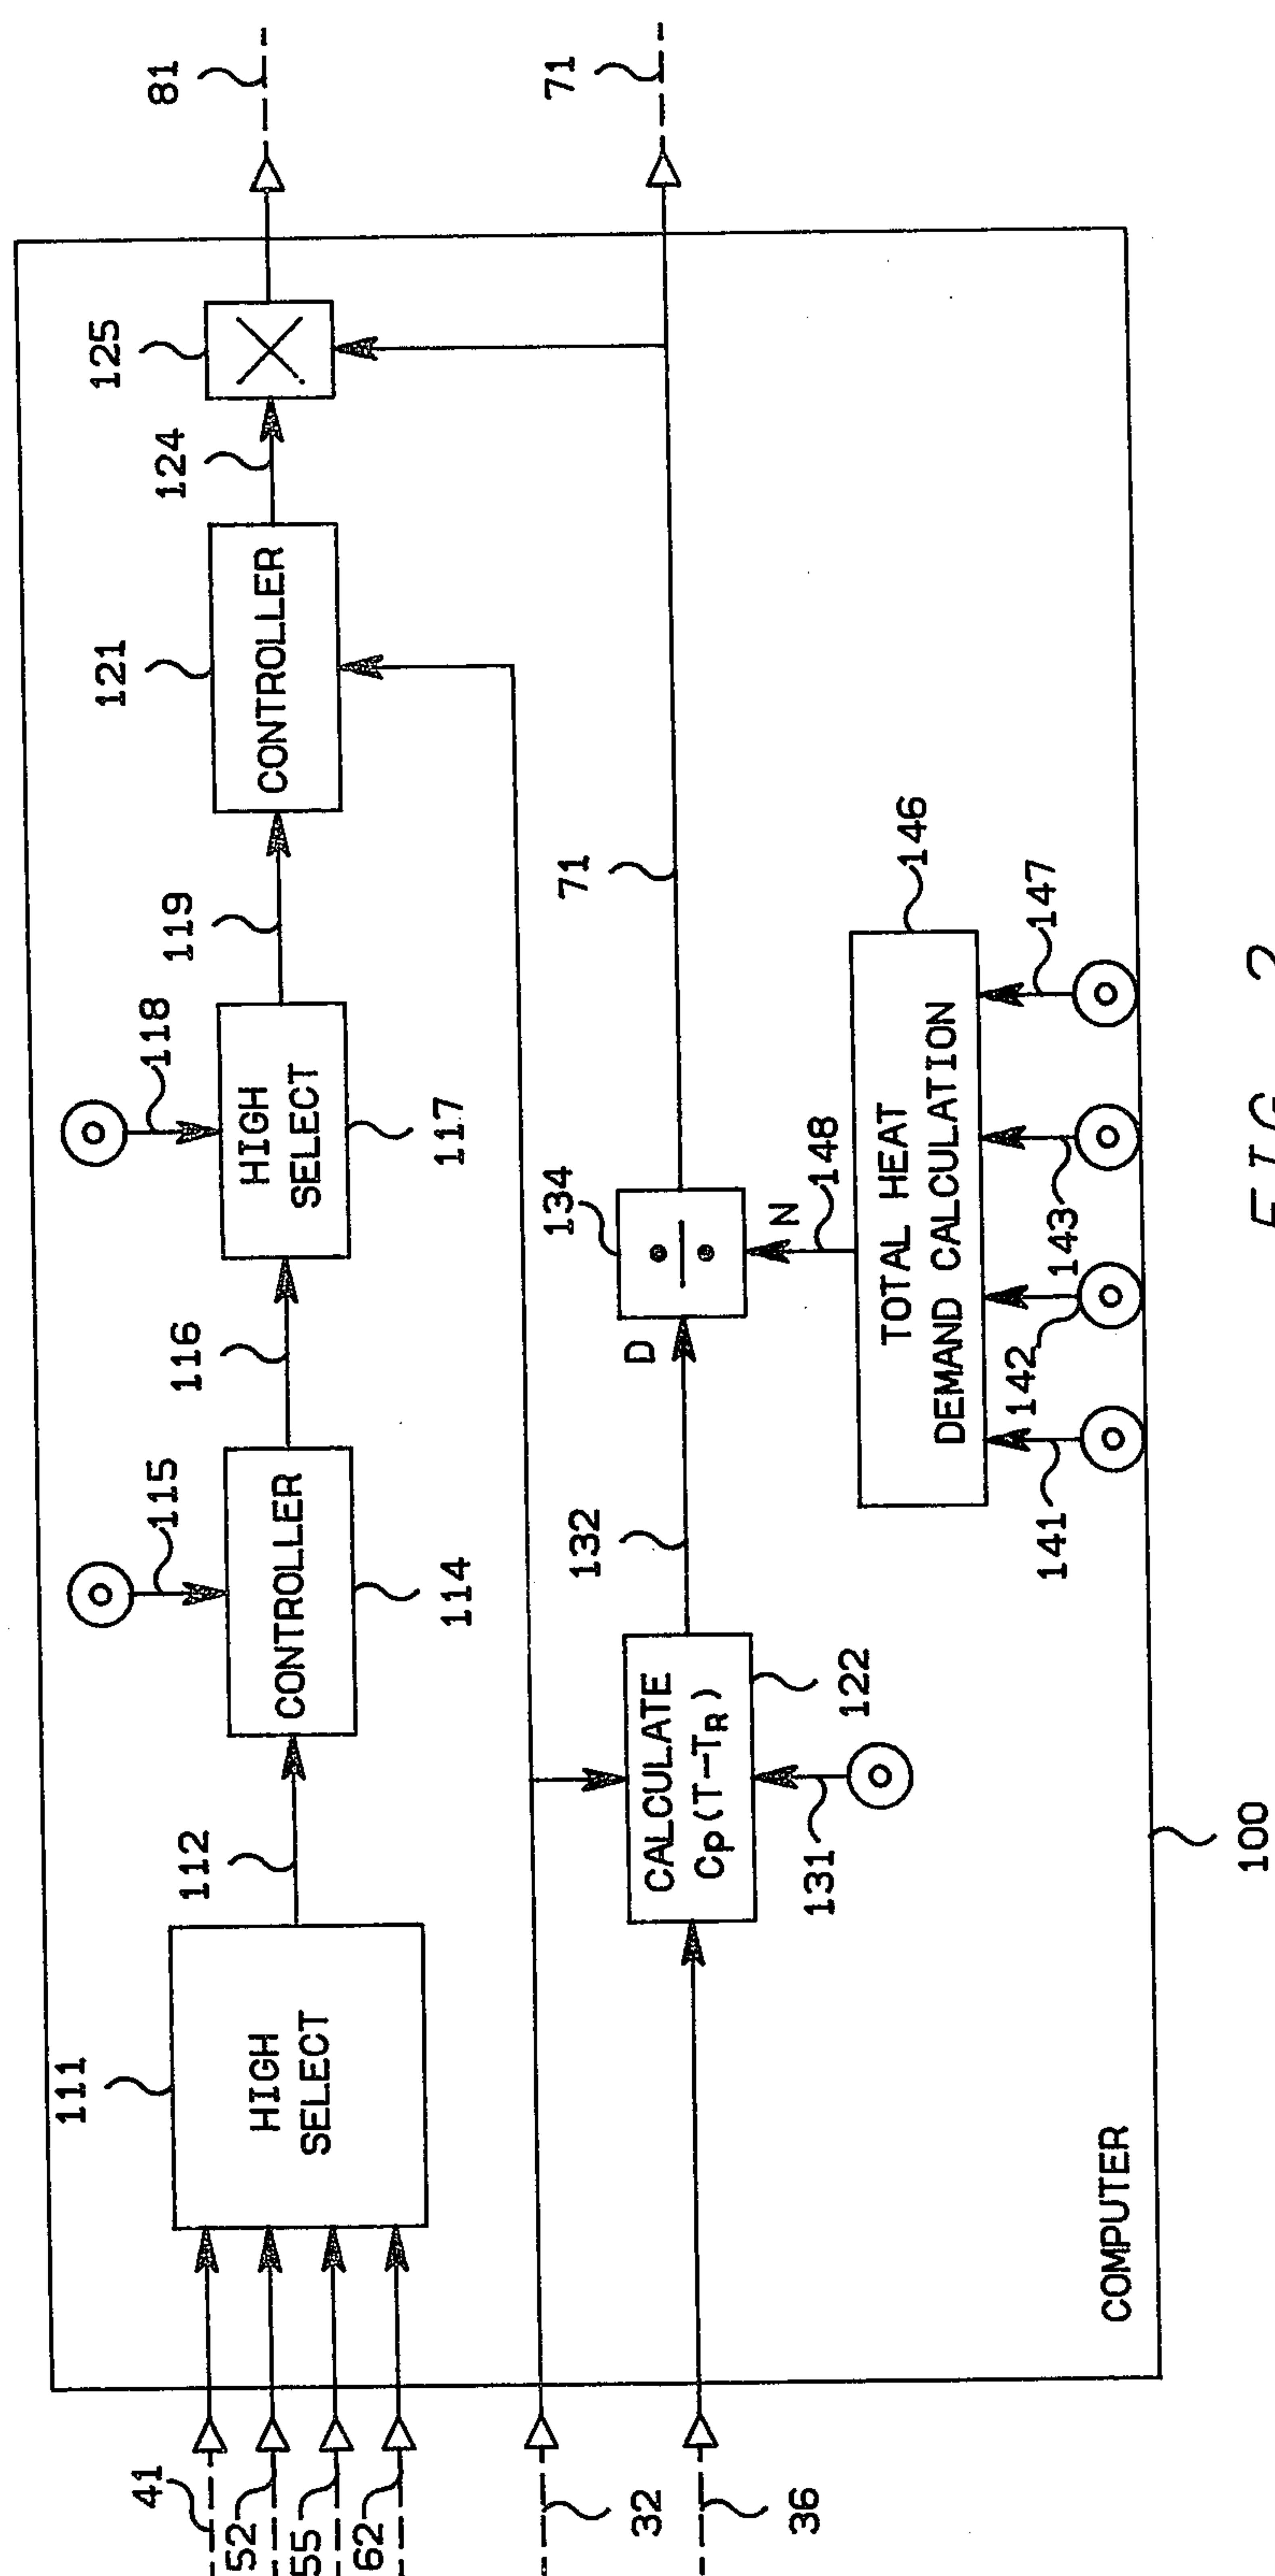 81
71
125
124
CONTROLLER
121
119
118
HIGH
SELECT
117
116
115
CONTROLLER
114
112
HIGH
SELECT
111
41
52
55
62
32
36
71
134
N
148
D
132
CALCULATE
Cp(T-TR)
122
131
TOTAL HEAT
DEMAND CALCULATION
146
147
143
142
141
COMPUTER
100
FIG. 2